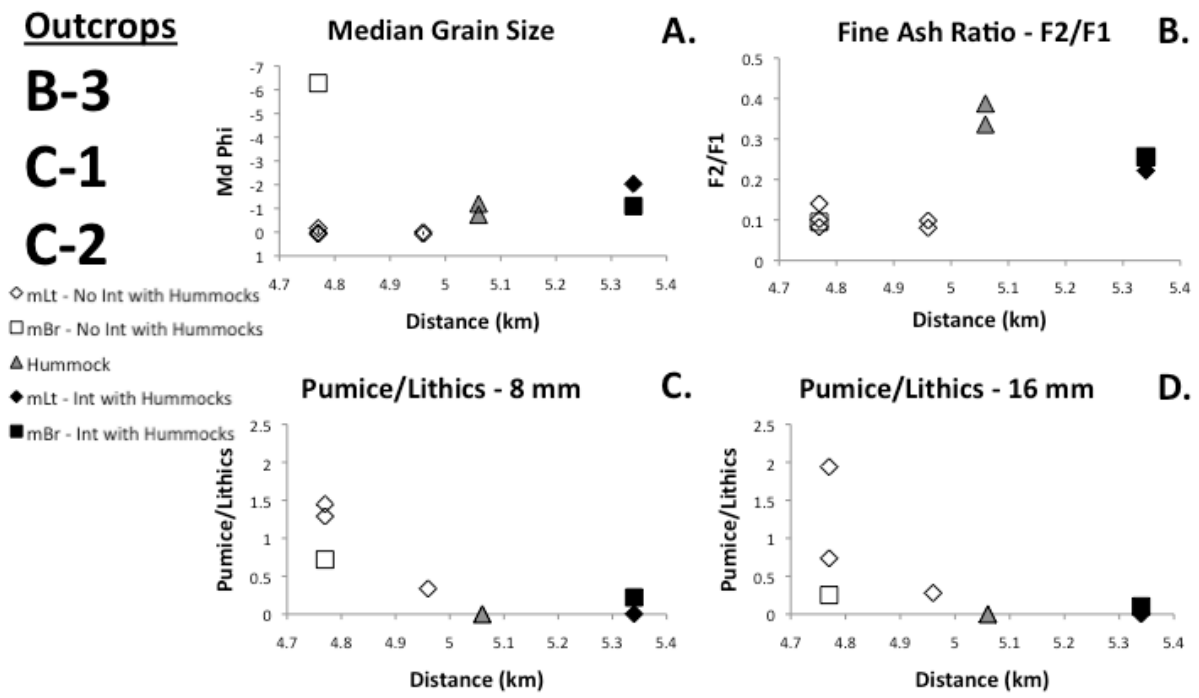 Outcrops
B-3
C-1
C-2
◇ mLt - No Int with Hummocks
□ mBr - No Int with Hummocks
▲ Hummock
◆ mLt - Int with Hummocks
■ mBr - Int with Hummocks
Median Grain Size
A.
Md Phi
-7
-6
-5
-4
-3
-2
-1
0
1
4.7 4.8 4.9 5 5.1 5.2 5.3 5.4
Distance (km)
Fine Ash Ratio - F2/F1
B.
F2/F1
0.5
0.4
0.3
0.2
0.1
0
4.7 4.8 4.9 5 5.1 5.2 5.3 5.4
Distance (km)
Pumice/Lithics - 8 mm
C.
Pumice/Lithics
2.5
2
1.5
1
0.5
0
4.7 4.8 4.9 5 5.1 5.2 5.3 5.4
Distance (km)
Pumice/Lithics - 16 mm
D.
Pumice/Lithics
2.5
2
1.5
1
0.5
0
4.7 4.8 4.9 5 5.1 5.2 5.3 5.4
Distance (km)